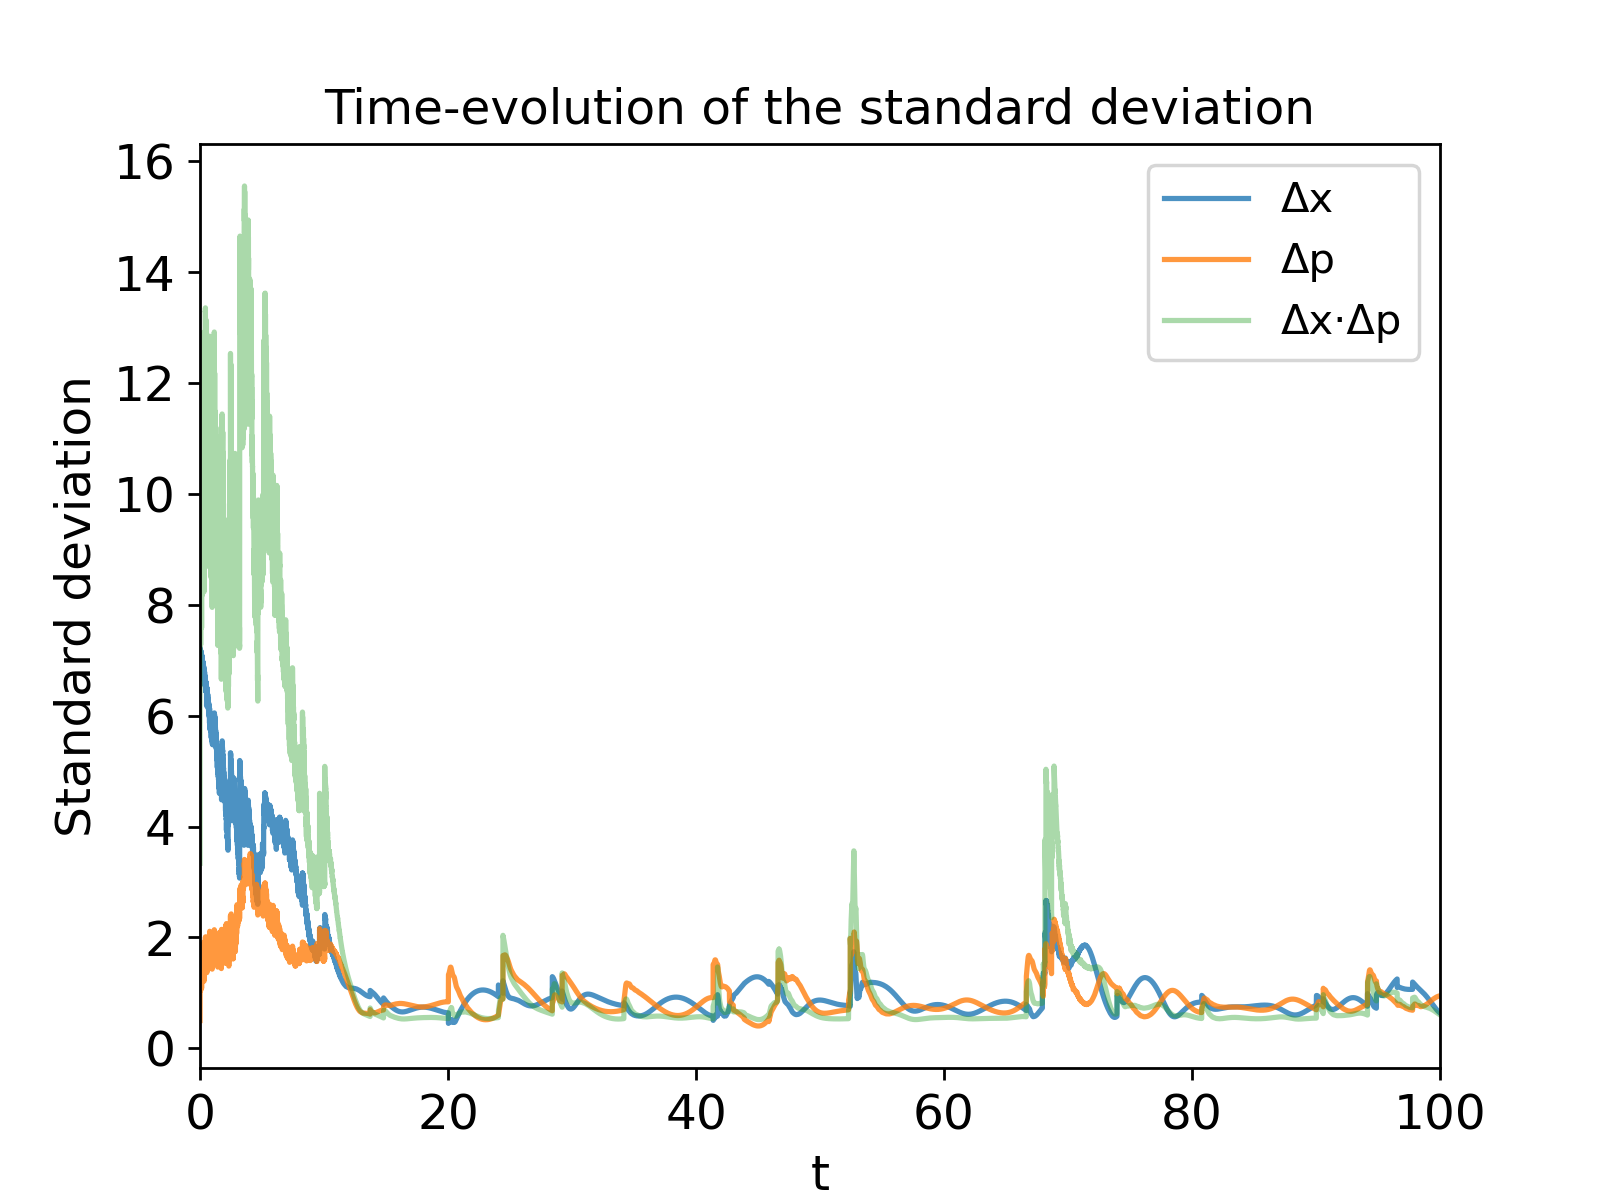 Time-evolution of the standard deviation
Standard deviation
16
14
12
10
8
6
4
2
0
Δx
Δp
Δx·Δp
0 20 40 60 80 100
t